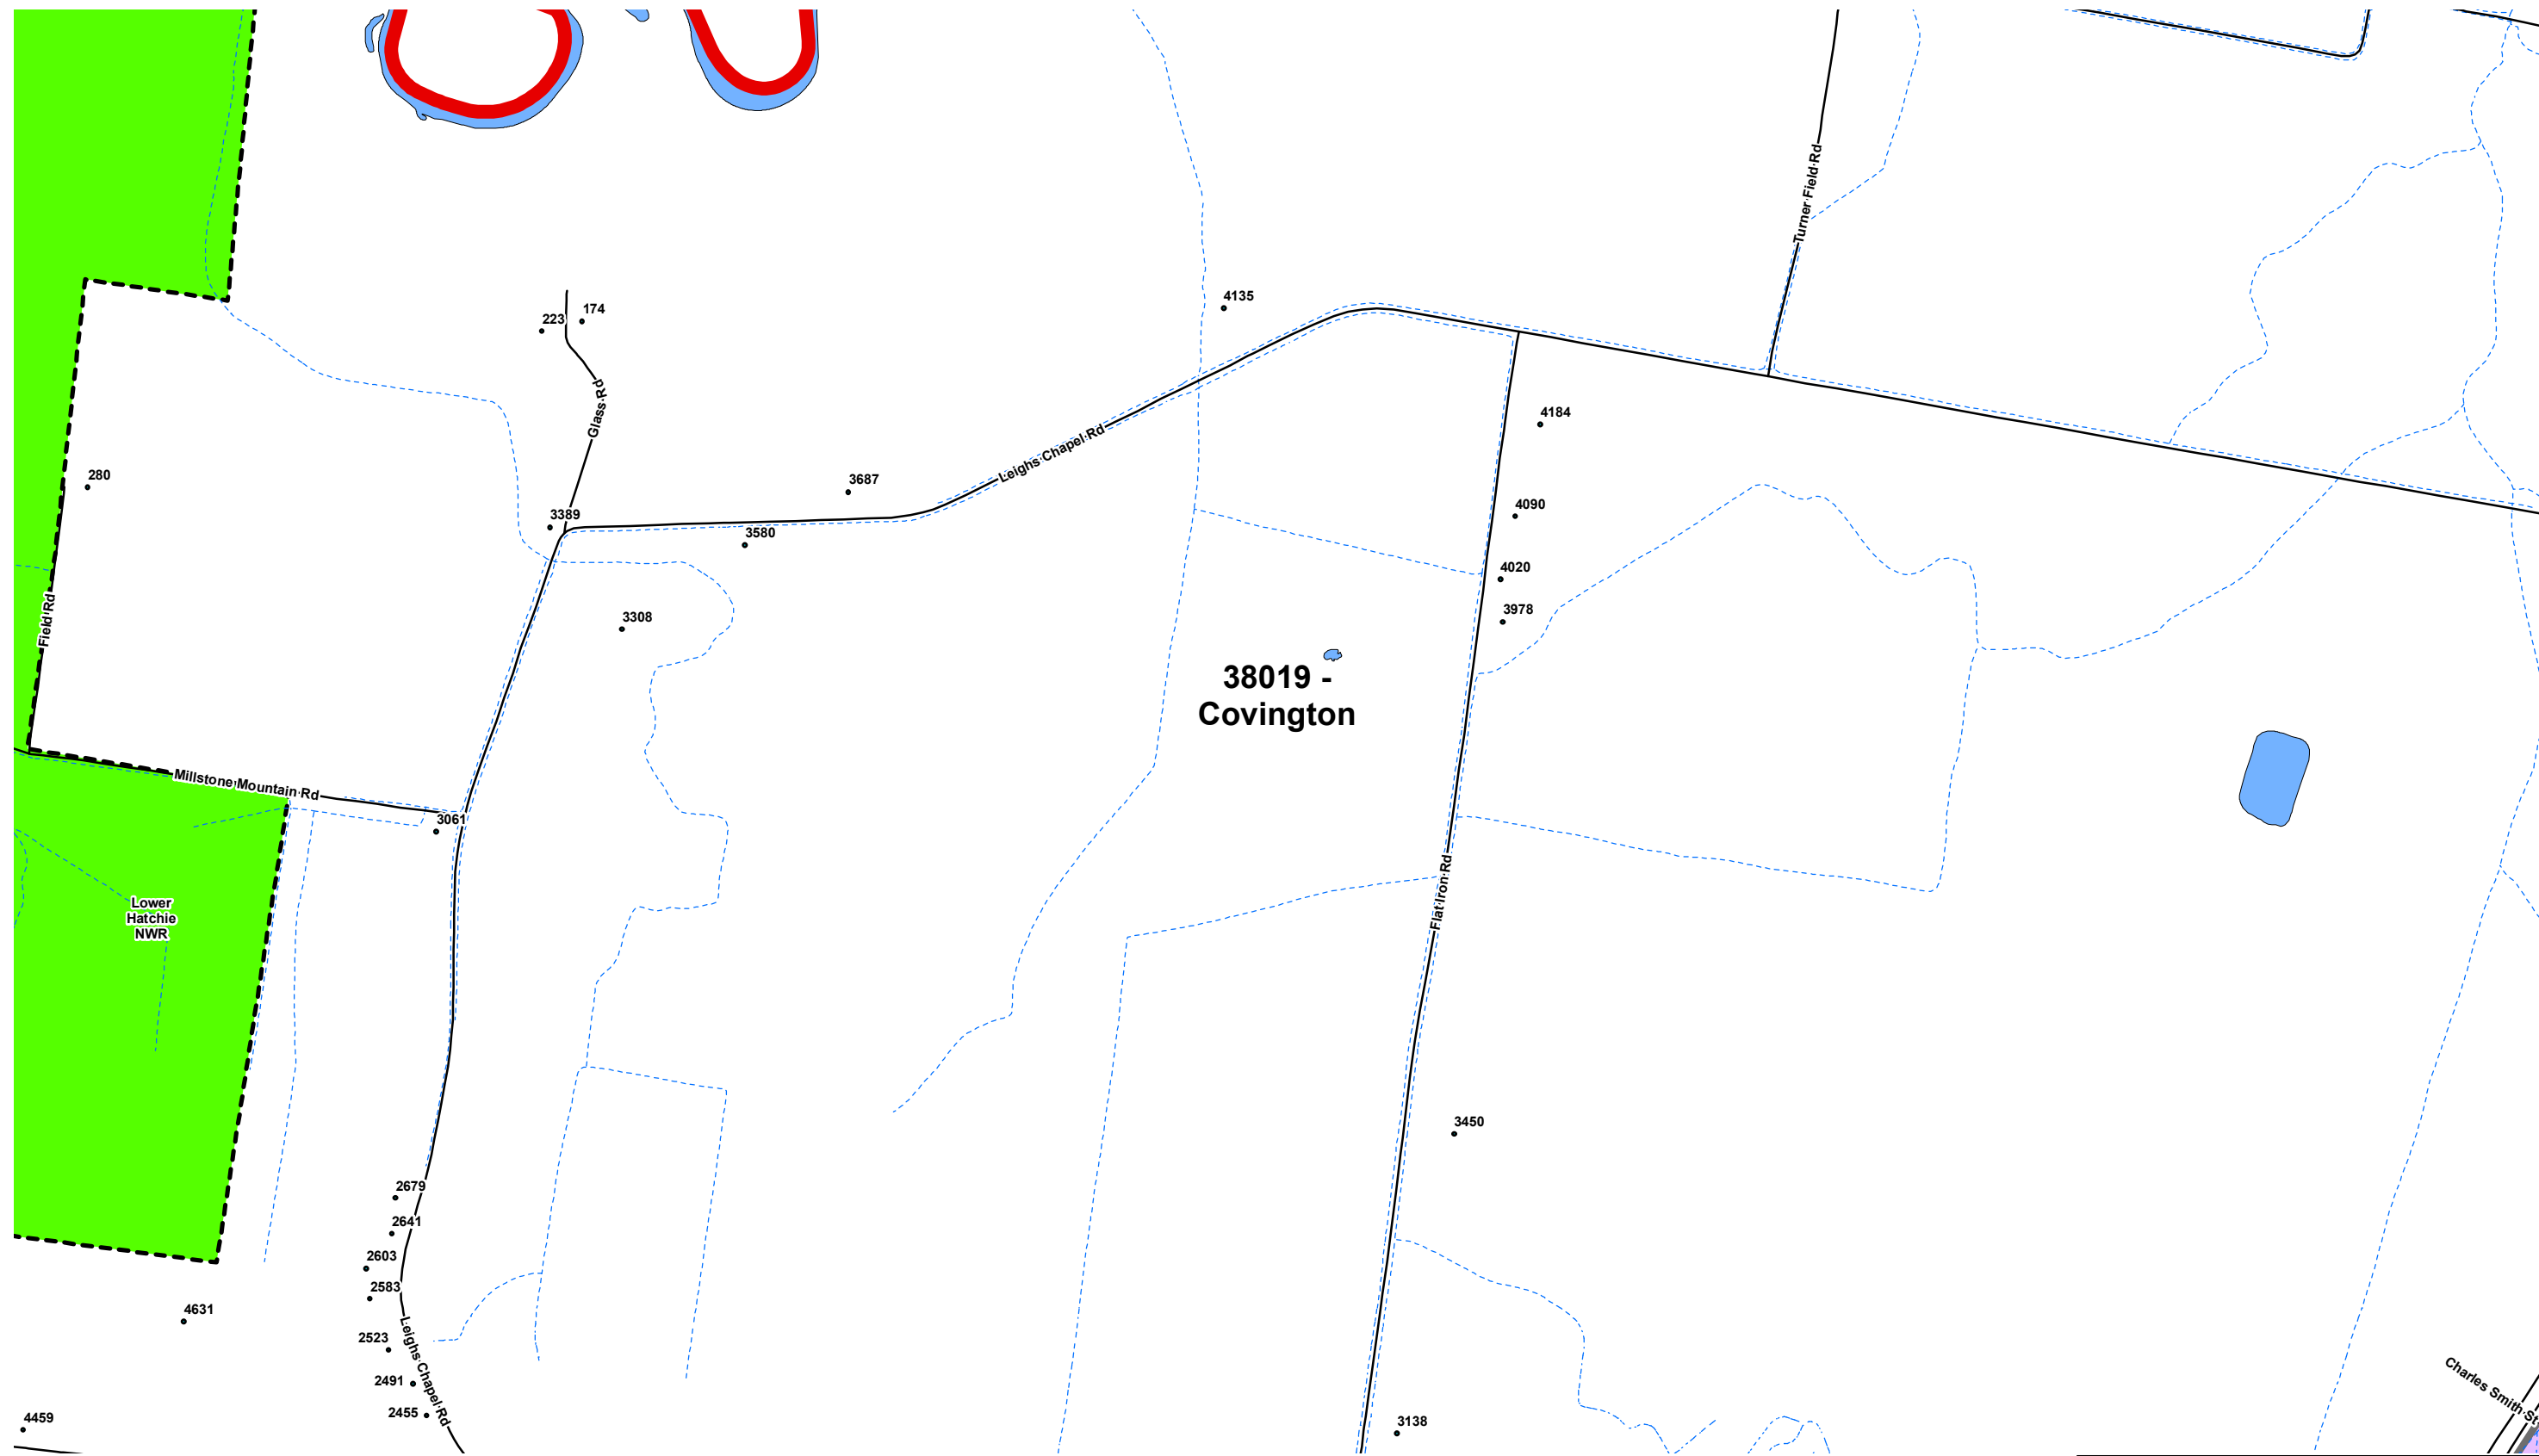 Turner Field Rd
4135
174
223
Glass Rd
4184
Leighs Chapel Rd
280
3687
4090
3389
3580
4020
3978
Field Rd
3308
38019 -
Covington
Millstone Mountain Rd
3061
Flat Iron Rd
Lower
Hatchie
NWR
3450
2679
2641
2603
2583
4631
2523
Leighs Chapel Rd
2491
2455
4459
3138
Charles Smith St